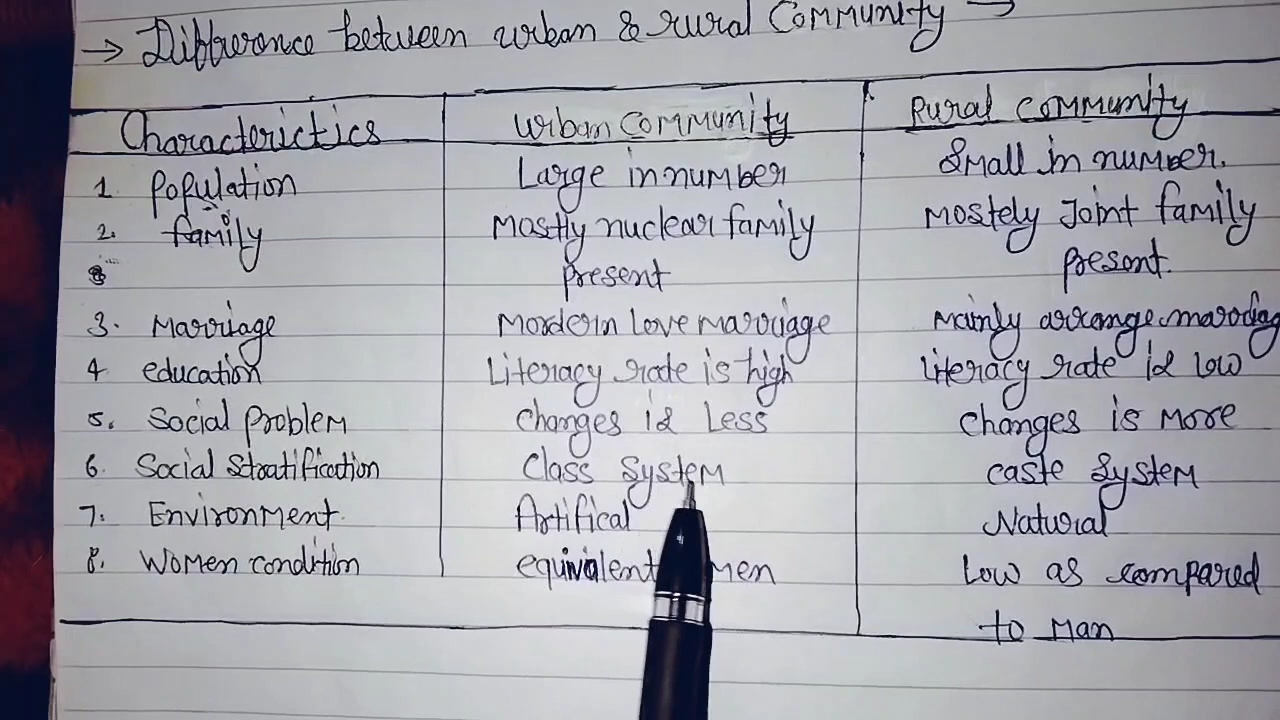 → Difference between urban & rural Community →
Characterictics Urban Community Rural Community
1. Population Large in number Small in number.
2. family Mostly nuclear family Mostely Joint family
present present.
3. Marriage Mordern love marriage Mainly arrange marriag
4 education Literacy rate is high Literacy rate is low
5. Social Problem Changes is Less Changes is More
6. Social Stratification Class System caste System
7. Environment. Artifical Natural
8. Women condition equivalent men Low as compared
to Man